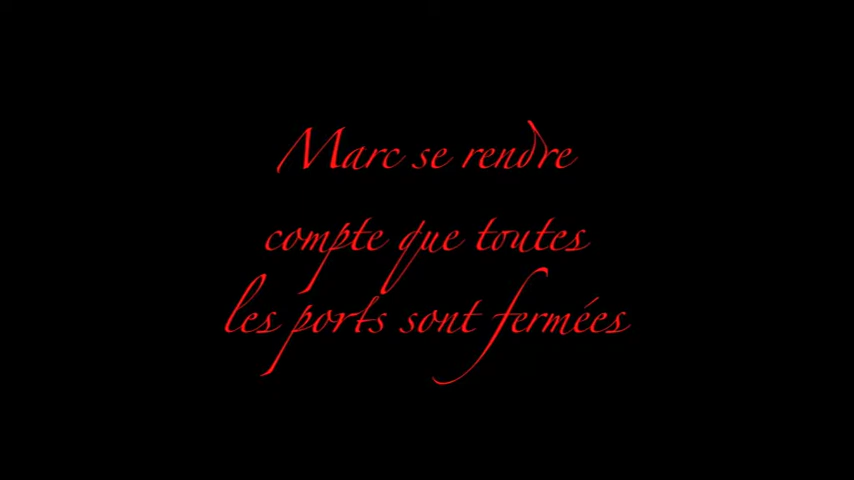 Marc se rendre
compte que toutes
les ports sont fermées